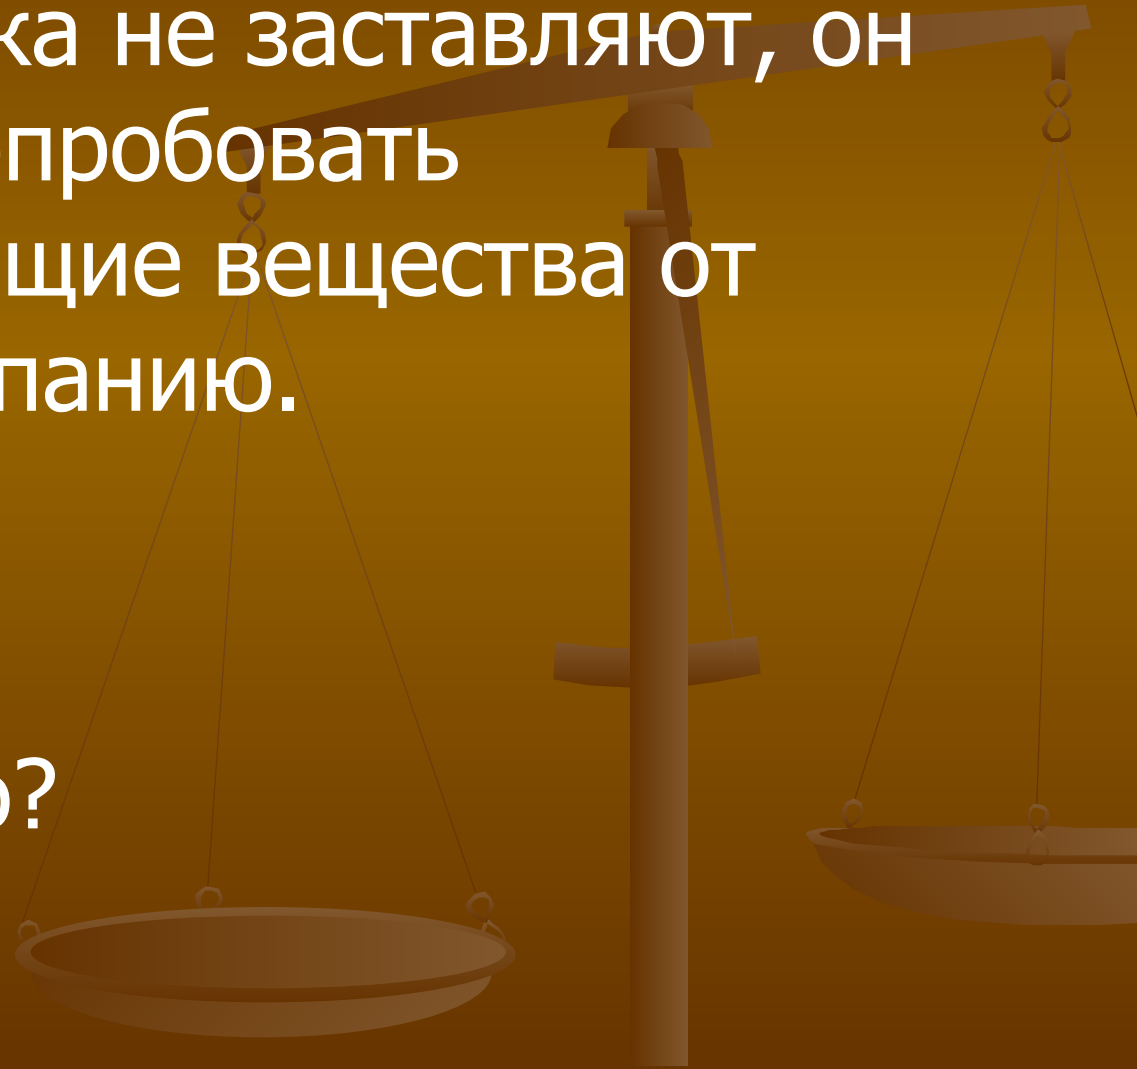 ка не заставляют, он
пробовать
щие вещества от
панию.
о?